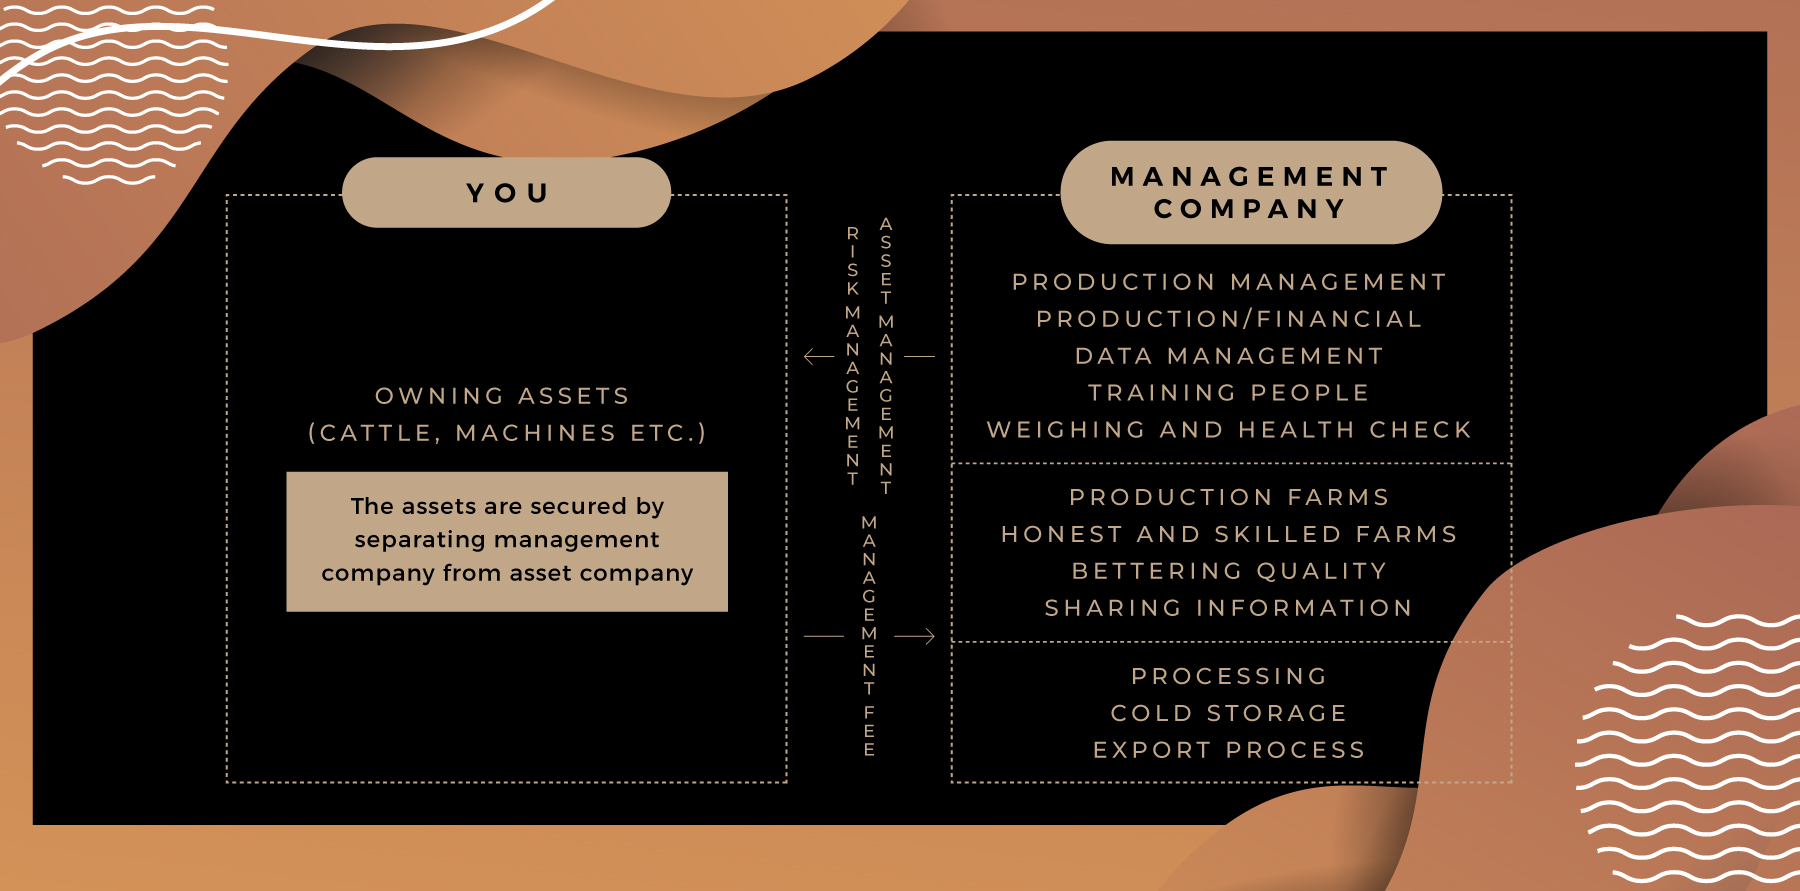 YOU
OWNING ASSETS
(CATTLE, MACHINES ETC.)
The assets are secured by
separating management
company from asset company
RISK MANAGEMENT
ASSET MANAGEMENT
MANAGEMENT FEE
MANAGEMENT
COMPANY
PRODUCTION MANAGEMENT
PRODUCTION/FINANCIAL
DATA MANAGEMENT
TRAINING PEOPLE
WEIGHING AND HEALTH CHECK
PRODUCTION FARMS
HONEST AND SKILLED FARMS
BETTERING QUALITY
SHARING INFORMATION
PROCESSING
COLD STORAGE
EXPORT PROCESS